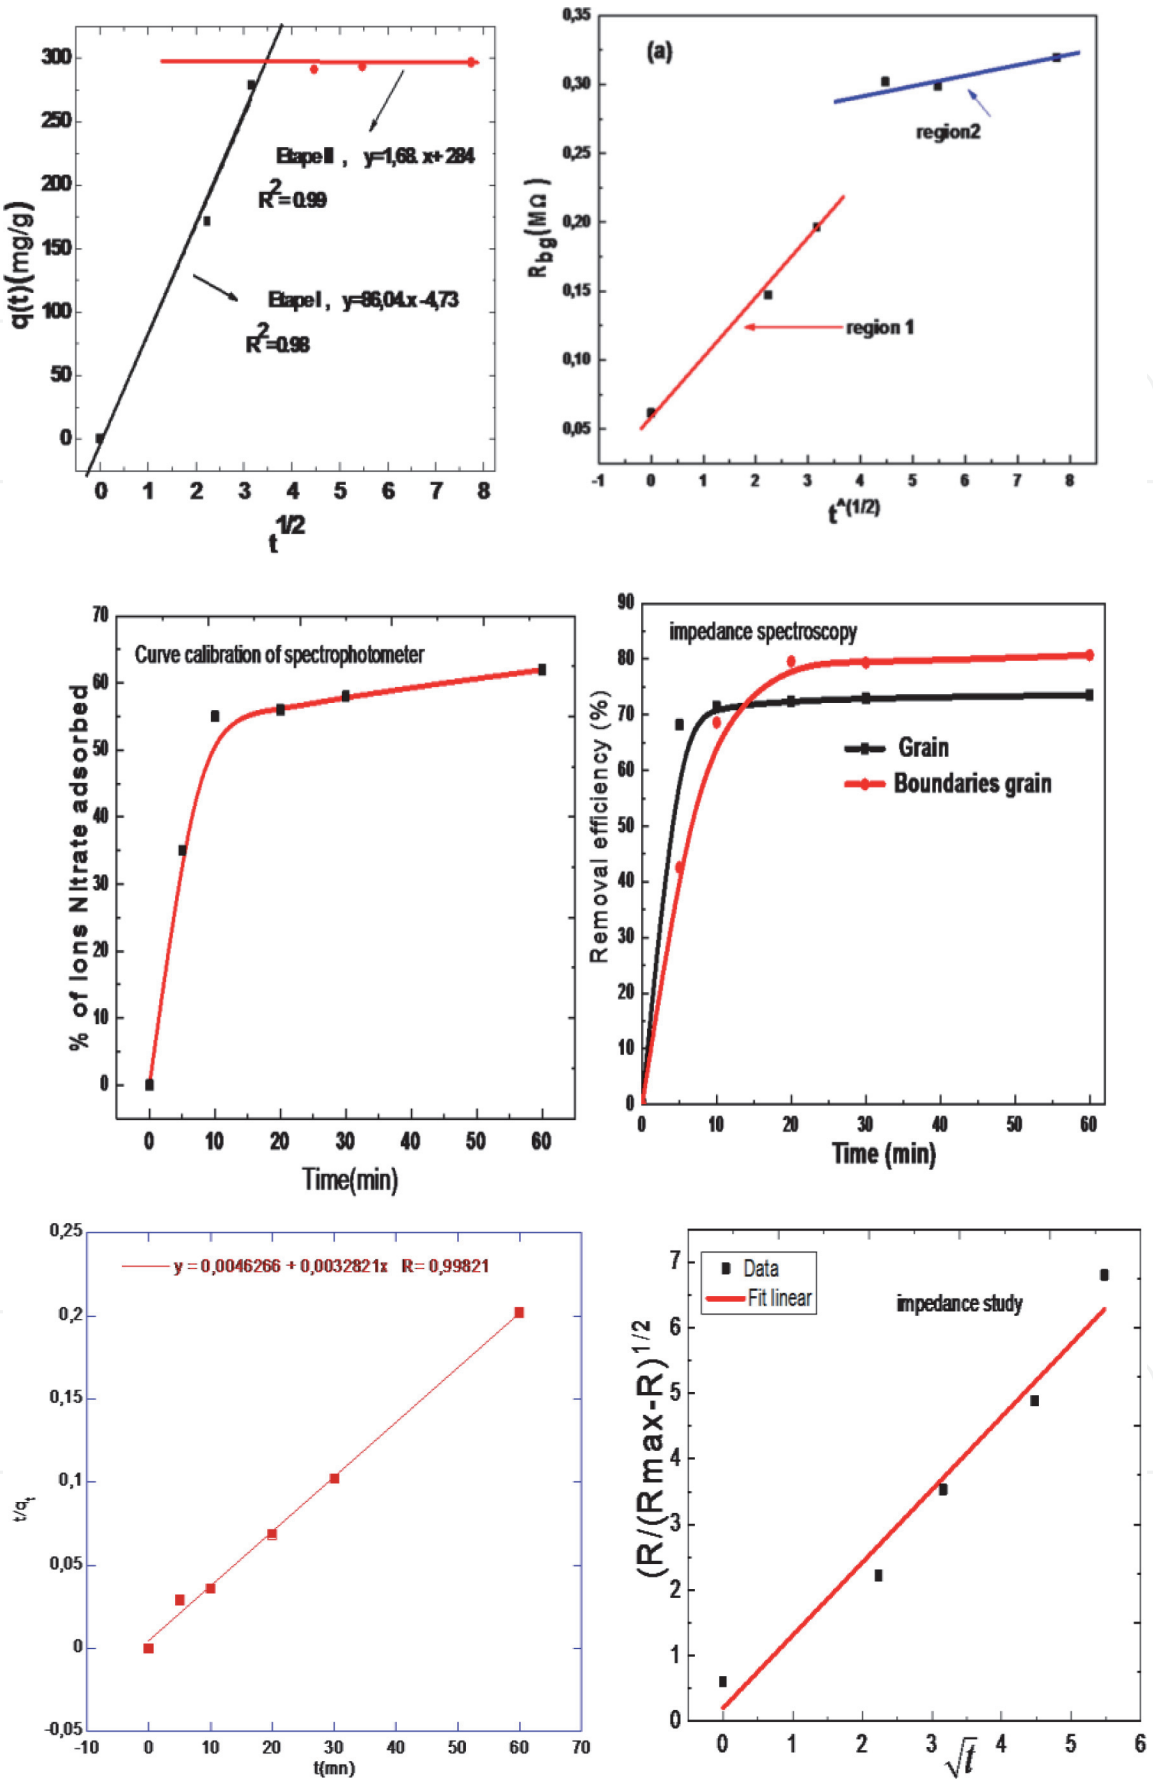 300
250
200
150
100
50
0
q(t)(mg/g)
Etape II , y=1,68. x+ 284
R2=0.99
Etape I, y=86,04.x-4,73
R2=0.98
0 1 2 3 4 5 6 7 8
t1/2
(a)
0,35
0,30
0,35
0,20
0,15
0,10
0,05
Rbg(MΩ)
region2
region 1
-1 0 1 2 3 4 5 6 7 8
t^(1/2)
70
60
50
40
30
20
10
0
% of Ions NItrate adsorbed
Curve calibration of spectrophotometer
0 10 20 30 40 50 60
Time(min)
90
80
70
60
50
40
30
20
10
0
Removal efficiency (%)
impedance spectroscopy
Grain
Boundaries grain
0 10 20 30 40 50 60
Time (min)
0,25
0,2
0,15
0,1
0,05
0
-0,05
t/qt
y = 0,0046266 + 0,0032821x R= 0,99821
-10 0 10 20 30 40 50 60 70
t(mn)
7
6
5
4
3
2
1
0
(R/(Rmax-R)1/2
Data
Fit linear
impedance study
0 1 2 3 4 5 6
√t